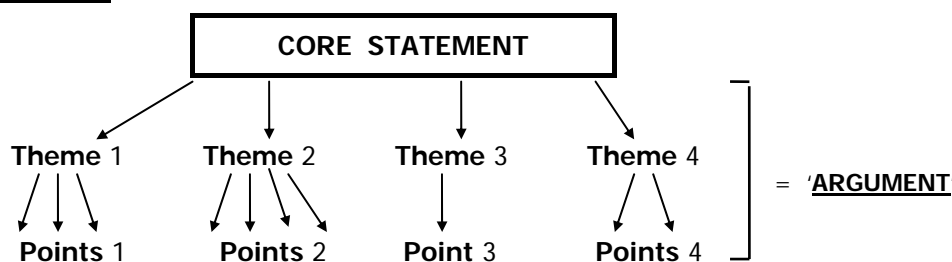 CORE STATEMENT
Theme 1 Theme 2 Theme 3 Theme 4
= ‘ARGUMENT
Points 1 Points 2 Point 3 Points 4